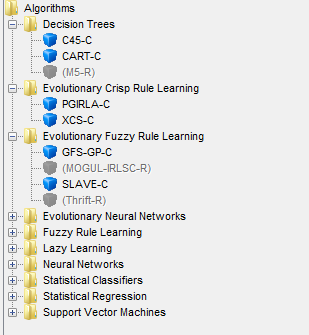 Algorithms
Decision Trees
C45-C
CART-C
(M5-R)
Evolutionary Crisp Rule Learning
PGIRLA-C
XCS-C
Evolutionary Fuzzy Rule Learning
GFS-GP-C
(MOGUL-IRLSC-R)
SLAVE-C
(Thrift-R)
Evolutionary Neural Networks
Fuzzy Rule Learning
Lazy Learning
Neural Networks
Statistical Classifiers
Statistical Regression
Support Vector Machines